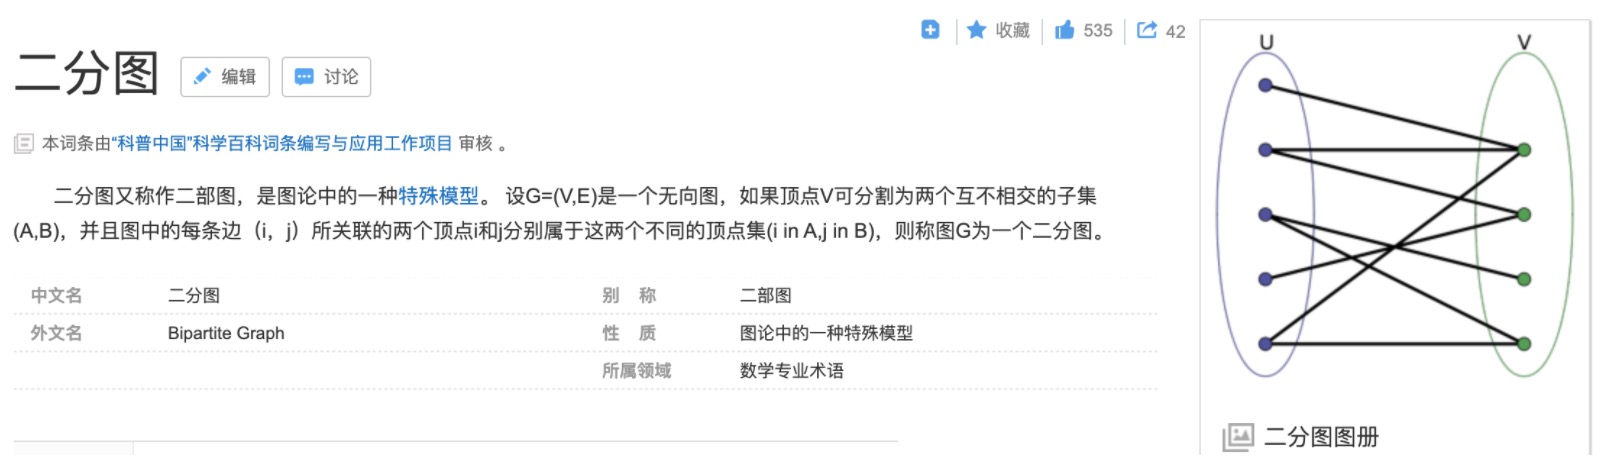 收藏 535 42
二分图 编辑 讨论
本词条由“科普中国”科学百科词条编写与应用工作项目 审核 。
二分图又称作二部图，是图论中的一种特殊模型。 设G=(V,E)是一个无向图，如果顶点V可分割为两个互不相交的子集
(A,B)，并且图中的每条边（i，j）所关联的两个顶点i和j分别属于这两个不同的顶点集(i in A,j in B)，则称图G为一个二分图。
中文名 二分图 别 称 二部图
外文名 Bipartite Graph 性 质 图论中的一种特殊模型
所属领域 数学专业术语
U V
二分图图册